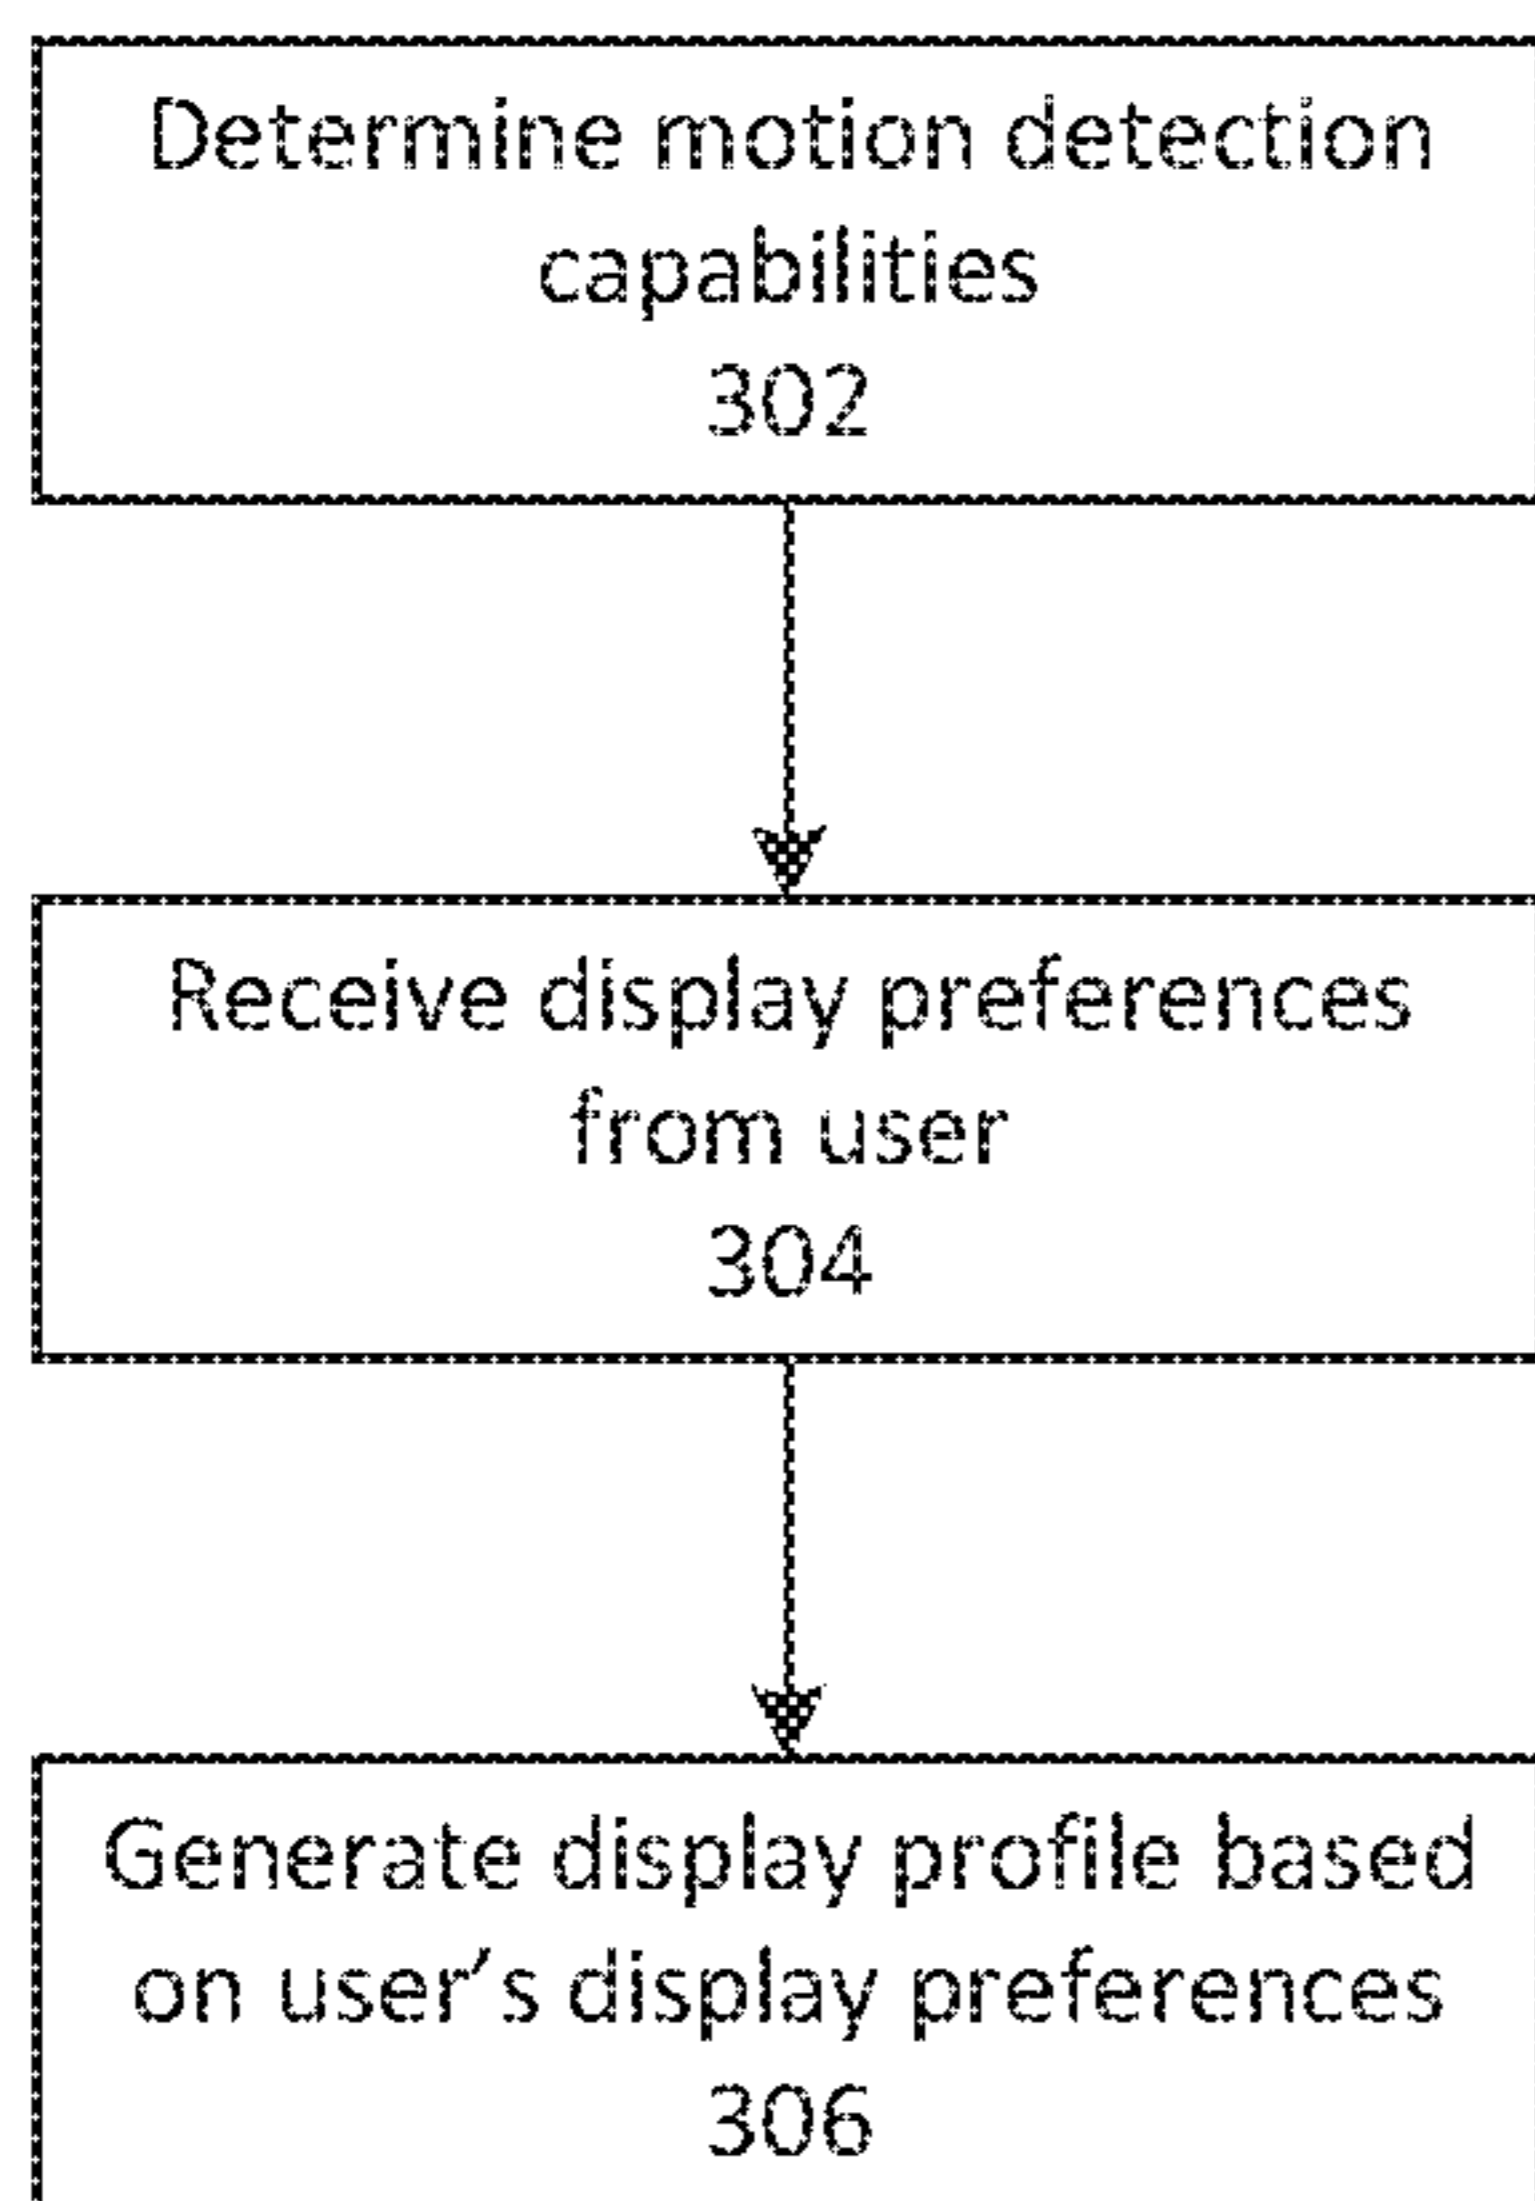 Determine motion detection
capabilities
302
Receive display preferences
from user
304
Generate display profile based
on user’s display preferences
306